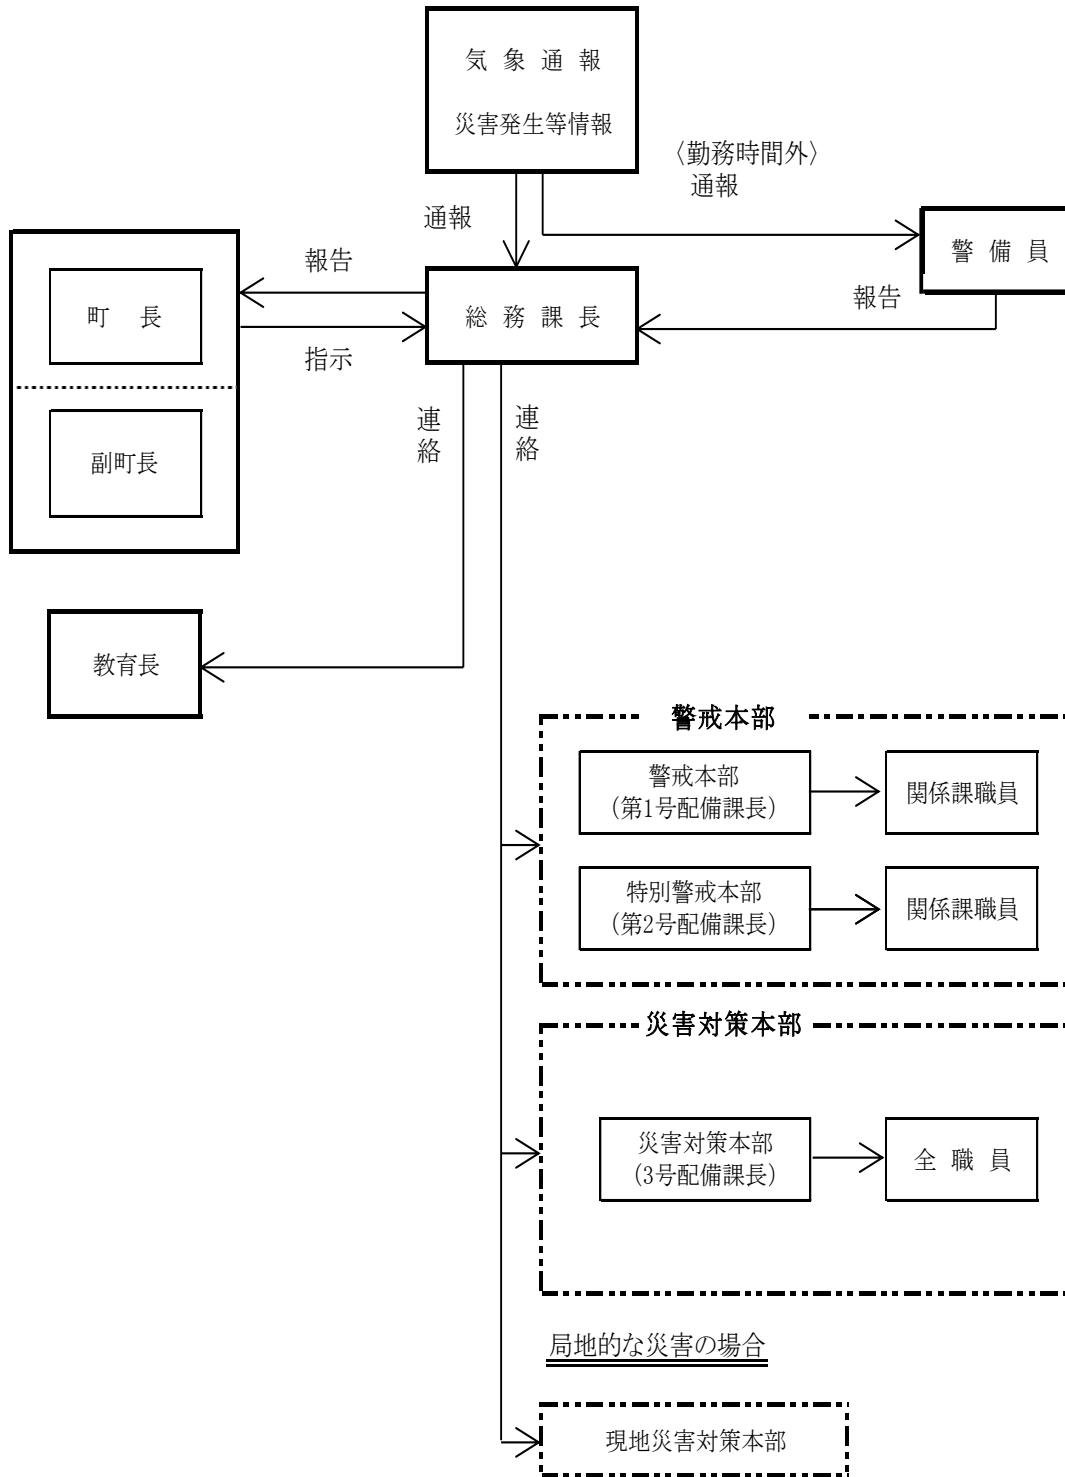 気象通報
災害発生等情報
〈勤務時間外〉
通報
通報
警備員
報告
報告
町長
総務課長
指示
副町長
連絡
連絡
教育長
警戒本部
警戒本部
（第1号配備課長）
関係課職員
特別警戒本部
（第2号配備課長）
関係課職員
災害対策本部
災害対策本部
（3号配備課長）
全職員
局地的な災害の場合
現地災害対策本部